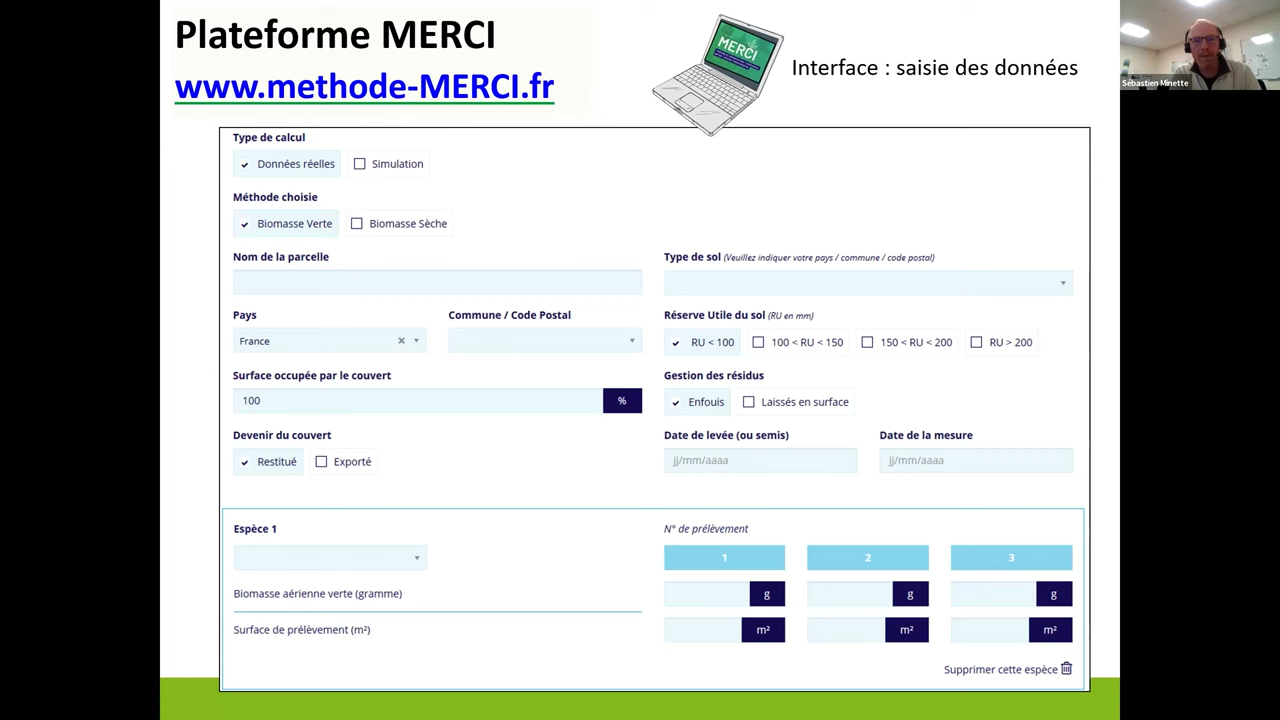 Plateforme MERCI
www.methode-MERCI.fr
MERCI
Interface : saisie des données
Sébastien Minette
Type de calcul
Données réelles
Simulation
Méthode choisie
Biomasse Verte
Biomasse Sèche
Nom de la parcelle
Type de sol (Veuillez indiquer votre pays / commune / code postal)
Pays
Commune / Code Postal
Réserve Utile du sol (RU en mm)
France
RU < 100
100 < RU < 150
150 < RU < 200
RU > 200
Surface occupée par le couvert
Gestion des résidus
100
%
Enfouis
Laissés en surface
Devenir du couvert
Date de levée (ou semis)
Date de la mesure
Restitué
Exporté
jj/mm/aaaa
jj/mm/aaaa
Espèce 1
N° de prélèvement
1
2
3
Biomasse aérienne verte (gramme)
g
g
g
Surface de prélèvement (m²)
m²
m²
m²
Supprimer cette espèce